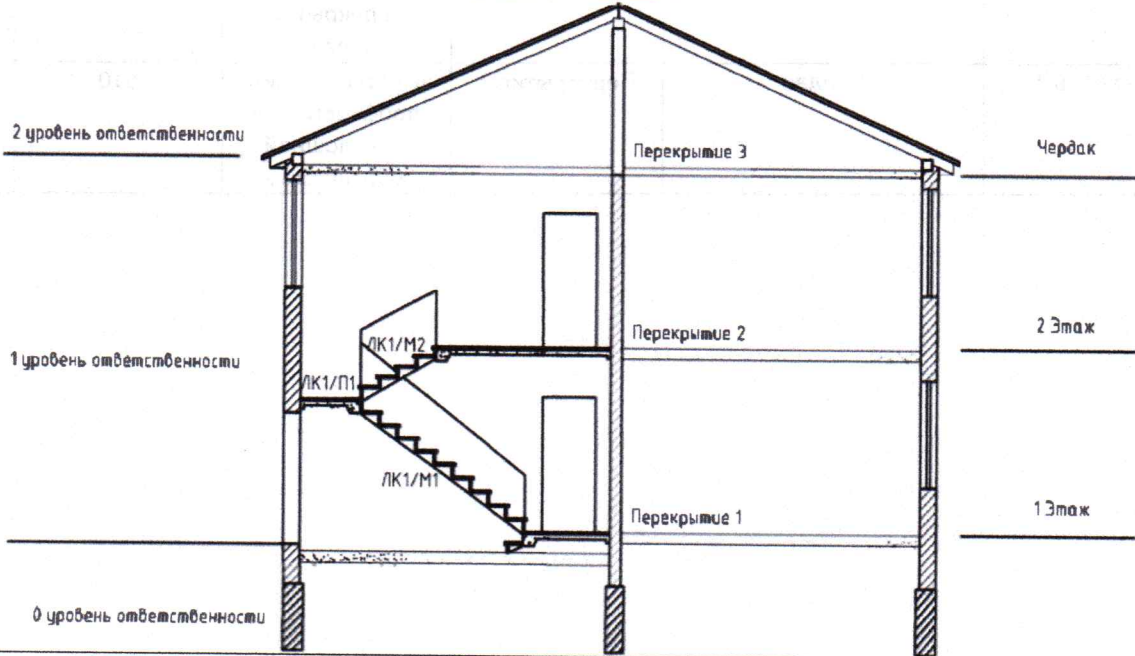 2 уровень ответственности
Перекрытие 3
Чердак
ЛК1/М2
Перекрытие 2
2 Этаж
1 уровень ответственности
ЛК1/П1
ЛК1/М1
Перекрытие 1
1 Этаж
0 уровень ответственности